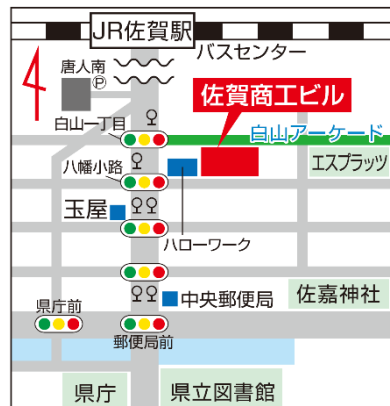 JR佐賀駅
バスセンター
唐人南
P
佐賀商工ビル
白山一丁目
白山アーケード
八幡小路
エスプラッツ
玉屋
ハローワーク
中央郵便局
佐嘉神社
県庁前
郵便局前
県庁
県立図書館